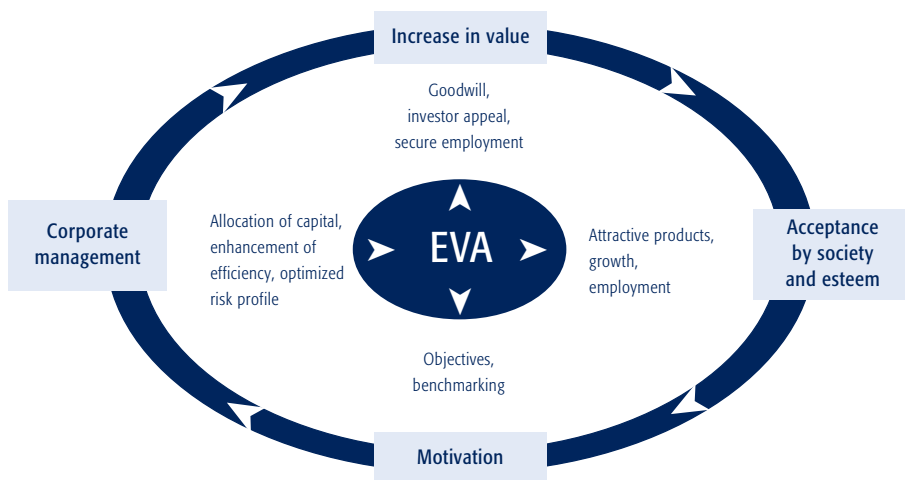 Increase in value
Goodwill,
investor appeal,
secure employment
Corporate
management
Allocation of capital,
enhancement of
efficiency, optimized
risk profile
EVA
Attractive products,
growth,
employment
Acceptance
by society
and esteem
Objectives,
benchmarking
Motivation